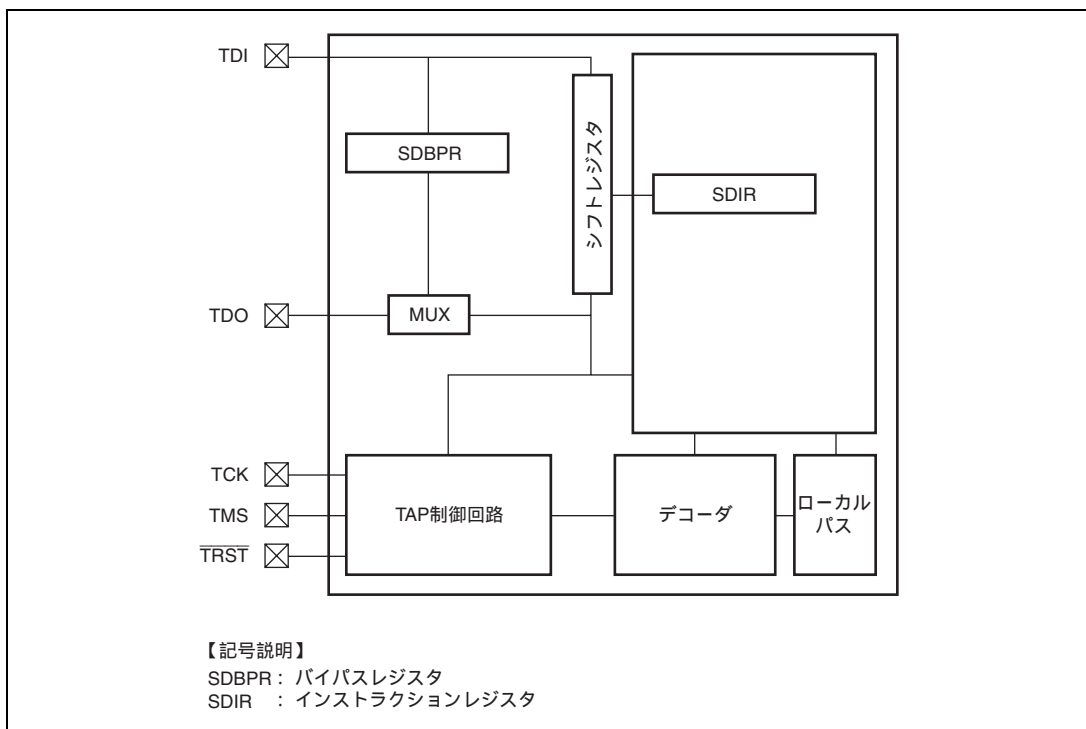 TDI
SDBPR
シフトレジスタ
SDIR
TDO
MUX
TCK
TMS
TRST
TAP制御回路
デコーダ
ローカル
パス
【記号説明】
SDBPR : バイパスレジスタ
SDIR : インストラクションレジスタ